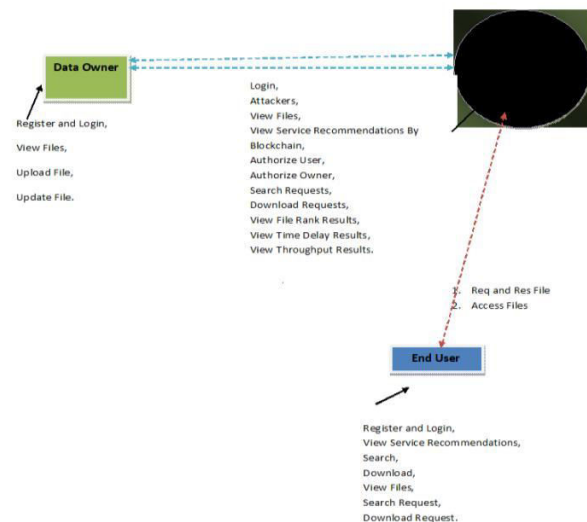 Data Owner
Register and Login,
View Files,
Upload File,
Update File.
Login,
Attackers,
View Files,
View Service Recommendations By
Blockchain,
Authorize User,
Authorize Owner,
Search Requests,
Download Requests,
View File Rank Results,
View Time Delay Results,
View Throughput Results.
1. Req and Res File
2. Access Files
End User
Register and Login,
View Service Recommendations,
Search,
Download,
View Files,
Search Request,
Download Request.